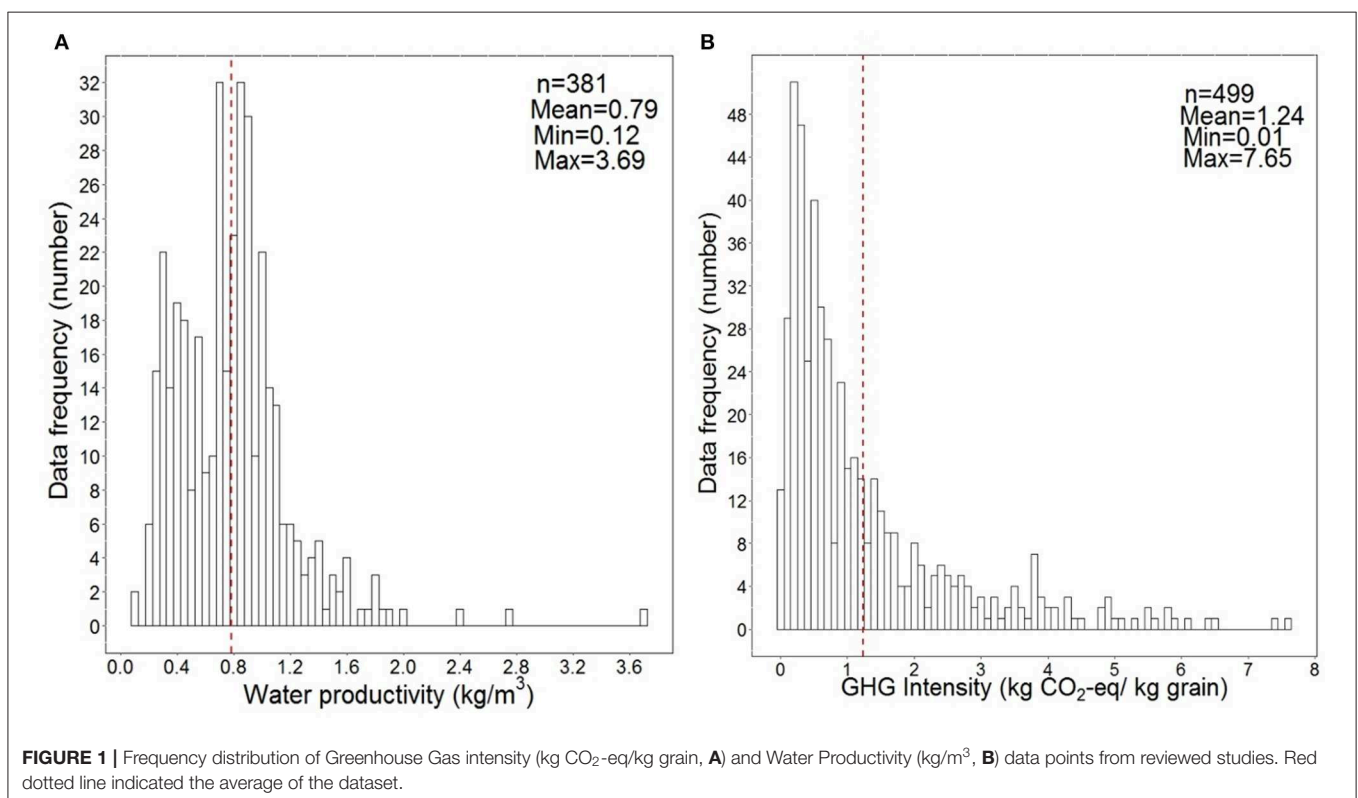 A
32
30
28
26
24
22
20
18
16
14
12
10
8
6
4
2
0
Data frequency (number)
n=381
Mean=0.79
Min=0.12
Max=3.69
0.0 0.4 0.8 1.2 1.6 2.0 2.4 2.8 3.2 3.6
Water productivity (kg/m³)
B
48
44
40
36
32
28
24
20
16
12
8
4
0
Data frequency (number)
n=499
Mean=1.24
Min=0.01
Max=7.65
0 1 2 3 4 5 6 7 8
GHG Intensity (kg CO₂-eq/ kg grain)
FIGURE 1 | Frequency distribution of Greenhouse Gas intensity (kg CO₂-eq/kg grain, A) and Water Productivity (kg/m³, B) data points from reviewed studies. Red
dotted line indicated the average of the dataset.